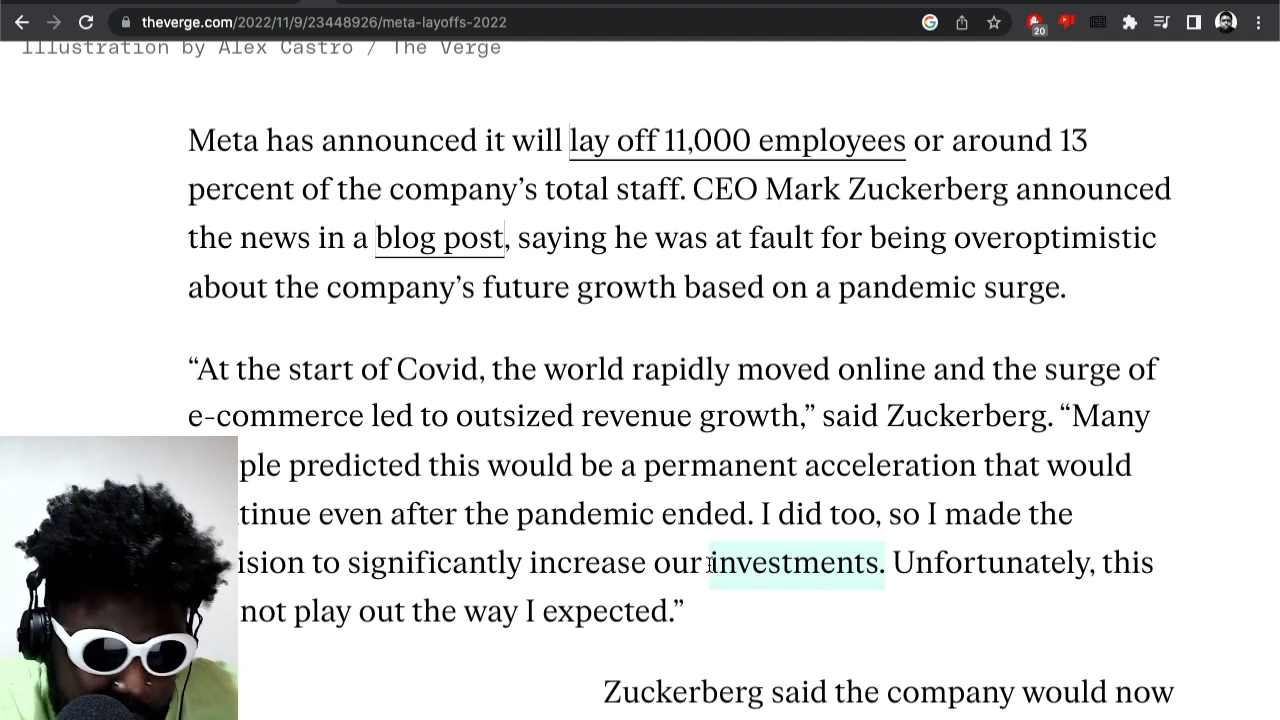 theverge.com/2022/11/9/23448926/meta-layoffs-2022
20
Illustration by Alex Castro / The Verge
Meta has announced it will lay off 11,000 employees or around 13
percent of the company’s total staff. CEO Mark Zuckerberg announced
the news in a blog post, saying he was at fault for being overoptimistic
about the company’s future growth based on a pandemic surge.
“At the start of Covid, the world rapidly moved online and the surge of
e-commerce led to outsized revenue growth,” said Zuckerberg. “Many
ple predicted this would be a permanent acceleration that would
tinue even after the pandemic ended. I did too, so I made the
ision to significantly increase our investments. Unfortunately, this
not play out the way I expected.”
Zuckerberg said the company would now